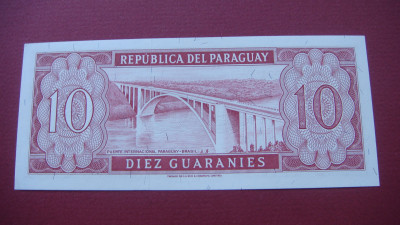 REPUBLICA DEL PARAGUAY
10 10
PUENTE INTERNACIONAL PARAGUAY-BRASIL
DIEZ GUARANIES